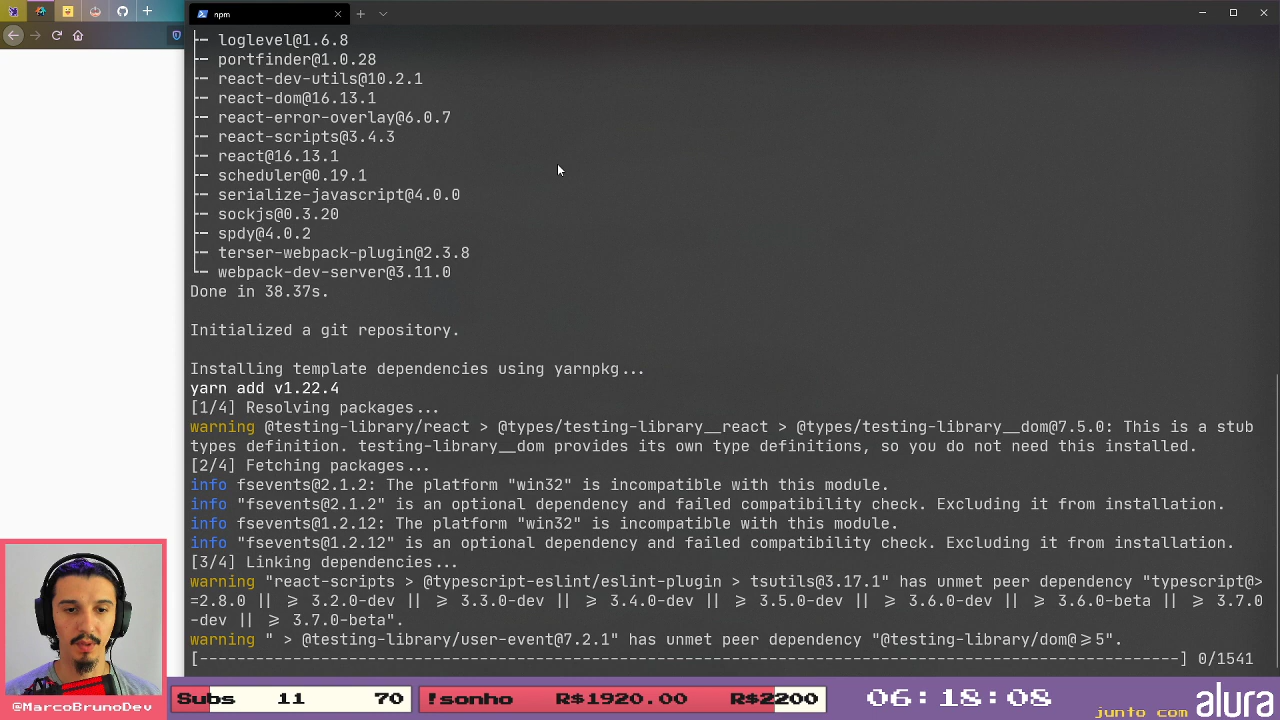 npm
loglevel@1.6.8
portfinder@1.0.28
react-dev-utils@10.2.1
react-dom@16.13.1
react-error-overlay@6.0.7
react-scripts@3.4.3
react@16.13.1
scheduler@0.19.1
serialize-javascript@4.0.0
sockjs@0.3.20
spdy@4.0.2
terser-webpack-plugin@2.3.8
webpack-dev-server@3.11.0
Done in 38.37s.
Initialized a git repository.
Installing template dependencies using yarnpkg...
yarn add v1.22.4
[1/4] Resolving packages...
warning @testing-library/react > @types/testing-library__react > @types/testing-library__dom@7.5.0: This is a stub
types definition. testing-library__dom provides its own type definitions, so you do not need this installed.
[2/4] Fetching packages...
info fsevents@2.1.2: The platform "win32" is incompatible with this module.
info "fsevents@2.1.2" is an optional dependency and failed compatibility check. Excluding it from installation.
info fsevents@1.2.12: The platform "win32" is incompatible with this module.
info "fsevents@1.2.12" is an optional dependency and failed compatibility check. Excluding it from installation.
[3/4] Linking dependencies...
warning "react-scripts > @typescript-eslint/eslint-plugin > tsutils@3.17.1" has unmet peer dependency "typescript@>
=2.8.0 || >= 3.2.0-dev || >= 3.3.0-dev || >= 3.4.0-dev || >= 3.5.0-dev || >= 3.6.0-dev || >= 3.6.0-beta || >= 3.7.0
-dev || >= 3.7.0-beta".
warning " > @testing-library/user-event@7.2.1" has unmet peer dependency "@testing-library/dom@>=5".
[----------------------------------------------------------------------------------------------------------] 0/1541
@MarcoBrunoDev
Subs 11 70
!sonho R$1920.00 R$2200
06:18:08
junto com alura